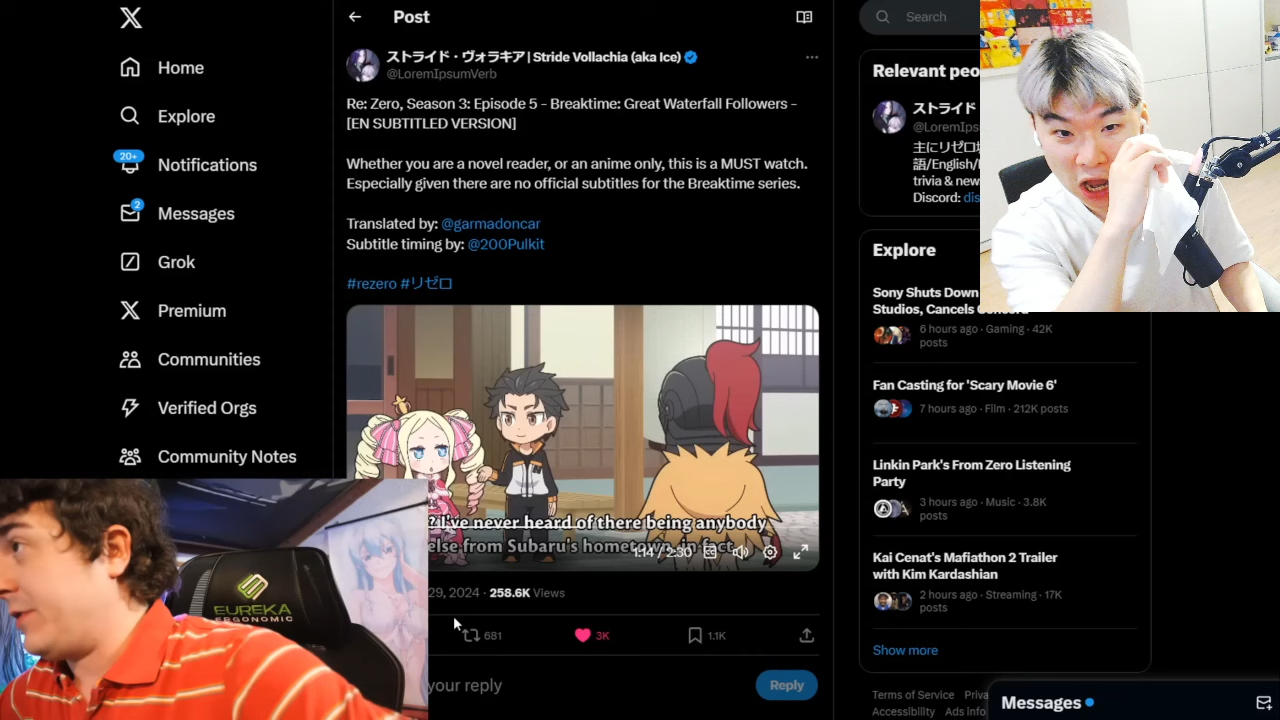 Post
Search
Home
Explore
20+
Notifications
2
Messages
Grok
Premium
Communities
Verified Orgs
Community Notes
ストライド・ヴォラキア | Stride Vollachia (aka Ice)
@LoremIpsumVerb
Re: Zero, Season 3: Episode 5 - Breaktime: Great Waterfall Followers -
[EN SUBTITLED VERSION]
Whether you are a novel reader, or an anime only, this is a MUST watch.
Especially given there are no official subtitles for the Breaktime series.
Translated by: @garmadoncar
Subtitle timing by: @200Pulkit
#rezero #リゼロ
? I've never heard of there being anybody
else from Subaru's hometown, in fact
1:14 / 2:30
29, 2024 · 258.6K Views
681
3K
1.1K
your reply
Reply
EUREKA
ERGONOMIC
Relevant peo
ストライド
@LoremIps
主にリゼロ
語/English/
trivia & new
Discord: dis
Explore
Sony Shuts Down
Studios, Cancels Concord
6 hours ago · Gaming · 42K
posts
Fan Casting for 'Scary Movie 6'
7 hours ago · Film · 212K posts
Linkin Park's From Zero Listening
Party
3 hours ago · Music · 3.8K
posts
Kai Cenat's Mafiathon 2 Trailer
with Kim Kardashian
2 hours ago · Streaming · 17K
posts
Show more
Terms of Service Priva
Accessibility Ads info
Messages